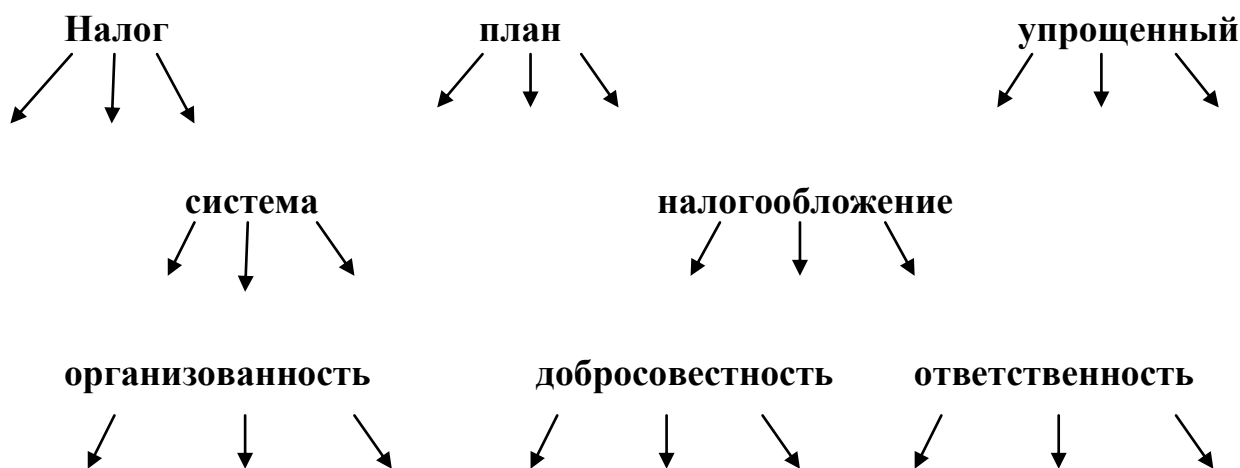 Налог план упрощенный
система налогообложение
организованность добросовестность ответственность